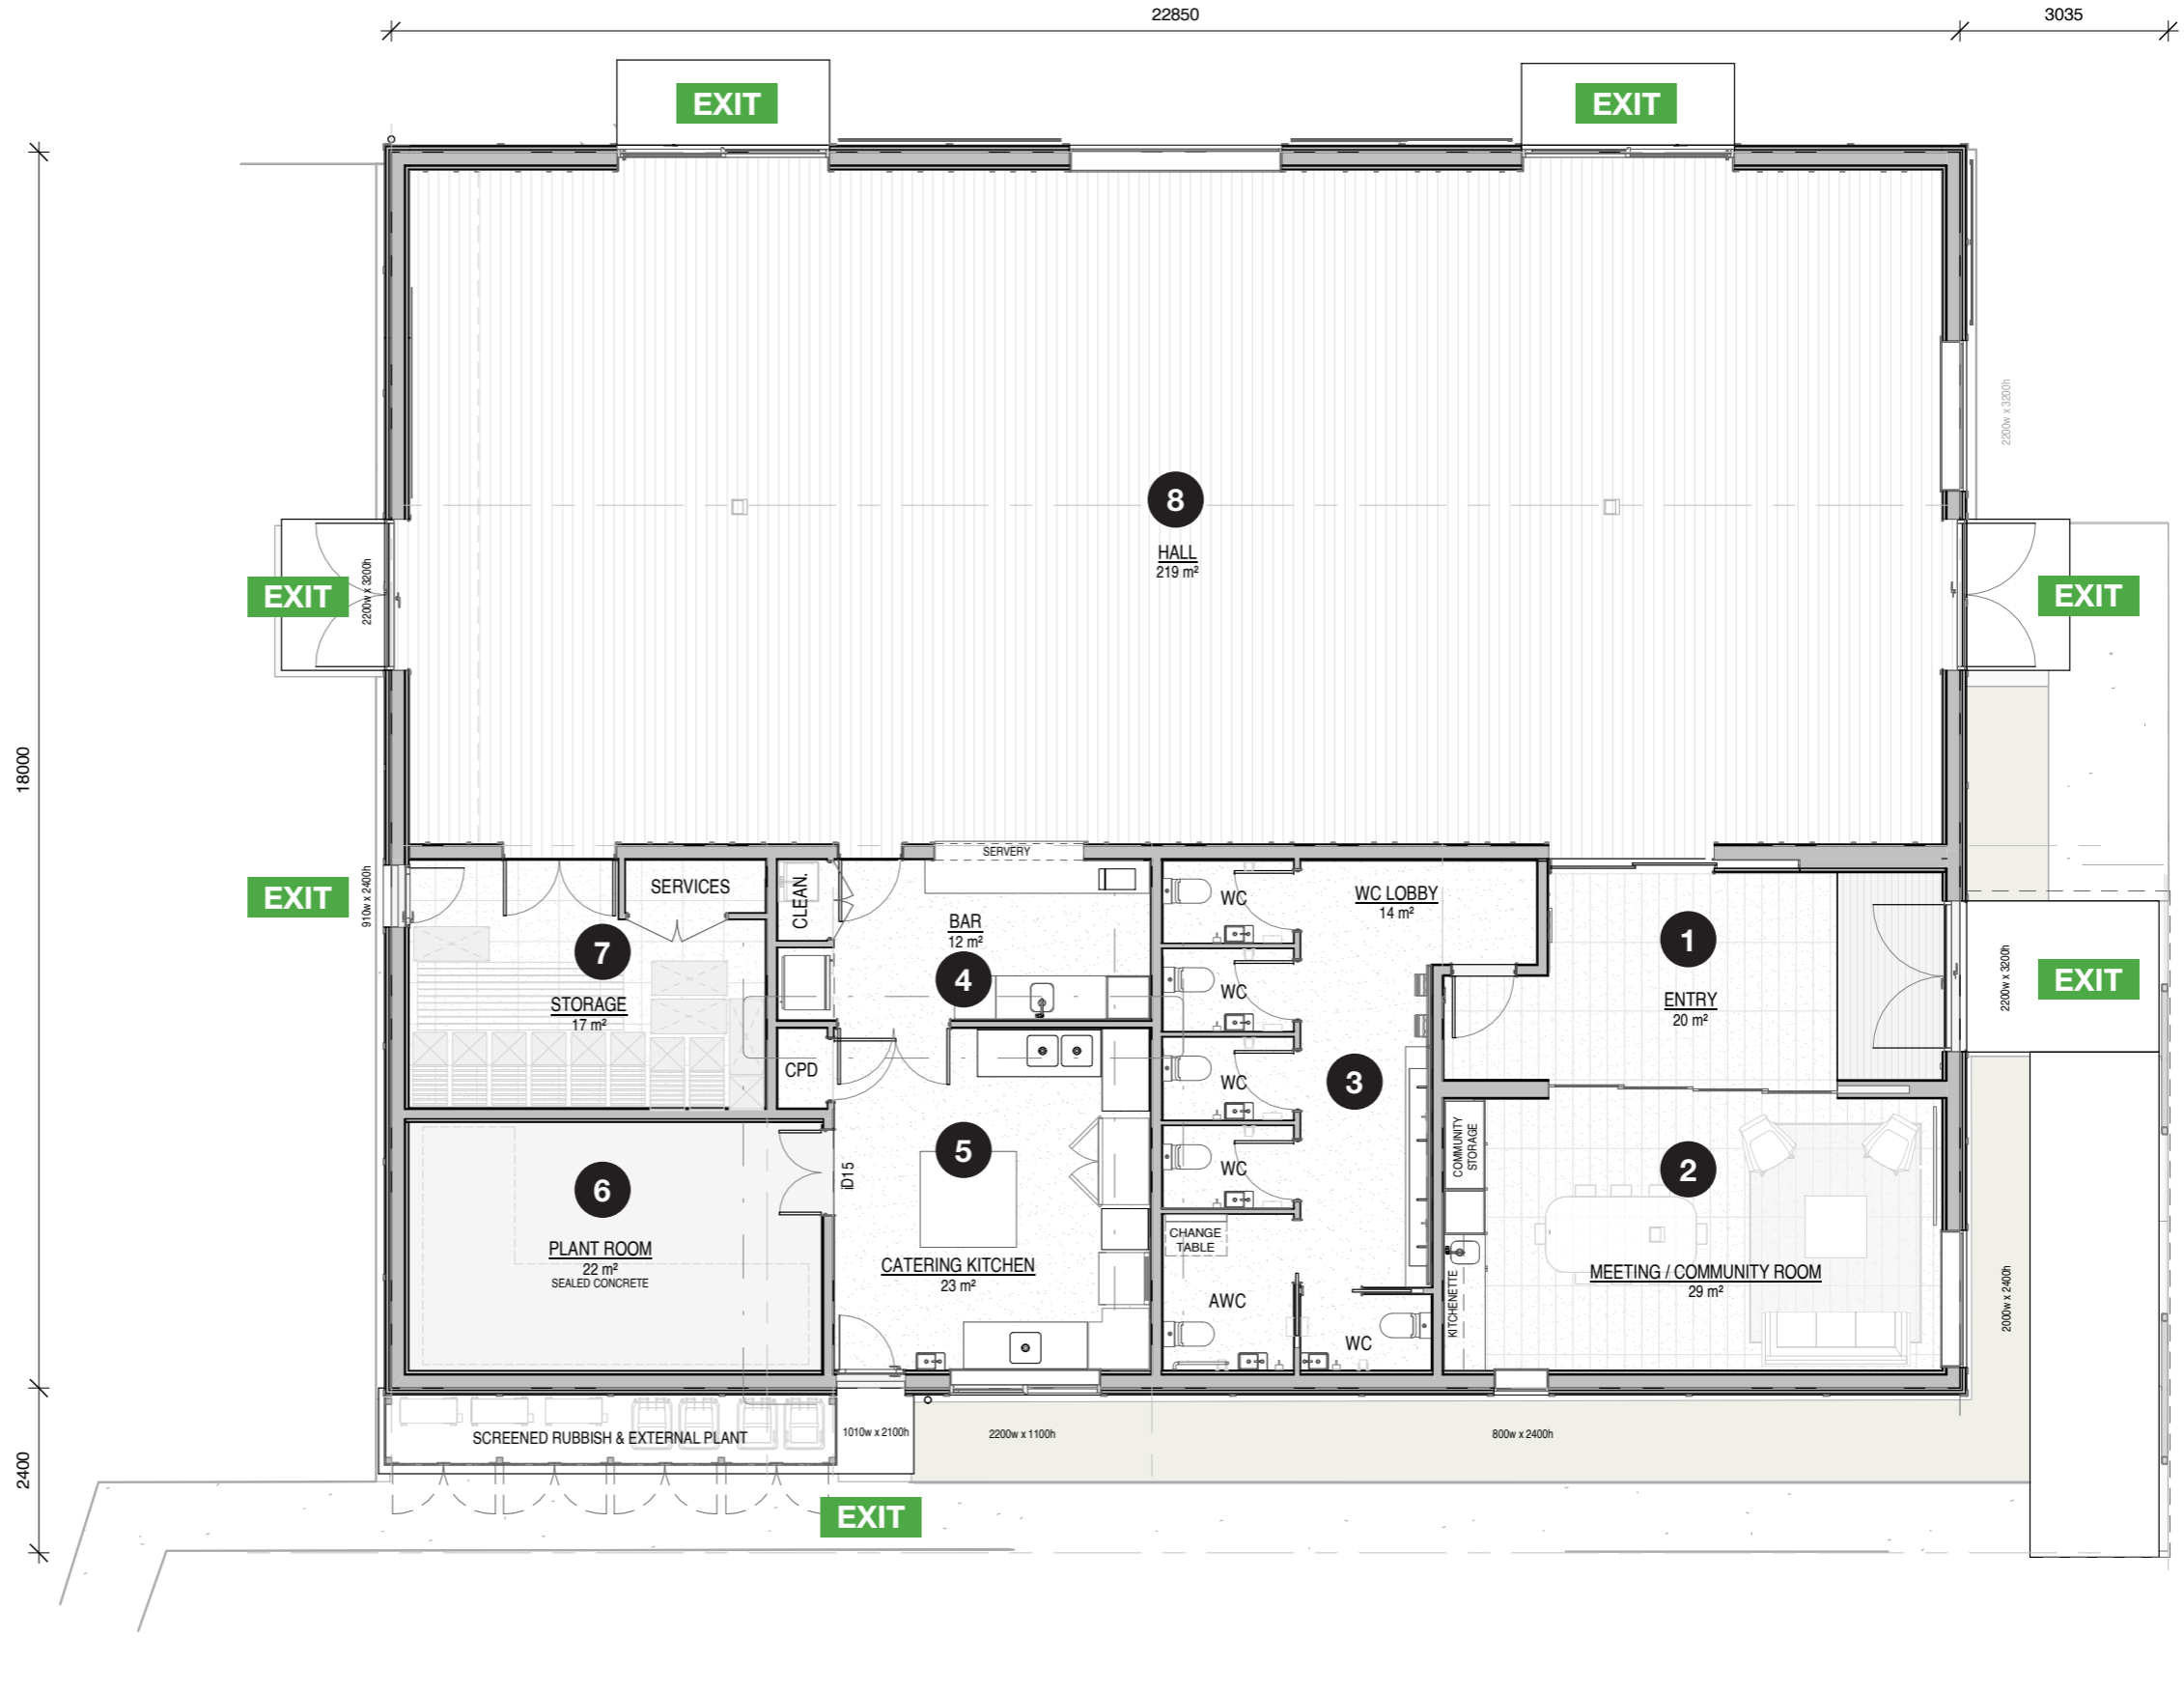 22850
3035
EXIT
EXIT
2200w x 3200h
8
HALL
219 m²
EXIT
2200w x 3200h
EXIT
18000
SERVERY
EXIT
910w x 2400h
SERVICES
CLEAN.
BAR
12 m²
WC
WC LOBBY
14 m²
1
7
4
ENTRY
20 m²
2200w x 3200h
EXIT
STORAGE
17 m²
WC
CPD
WC
3
5
COMMUNITY
STORAGE
2
6
iD15
WC
PLANT ROOM
22 m²
SEALED CONCRETE
CATERING KITCHEN
23 m²
CHANGE
TABLE
AWC
WC
KITCHENETTE
MEETING / COMMUNITY ROOM
29 m²
2000w x 2400h
SCREENED RUBBISH & EXTERNAL PLANT
1010w x 2100h
2200w x 1100h
800w x 2400h
2400
EXIT